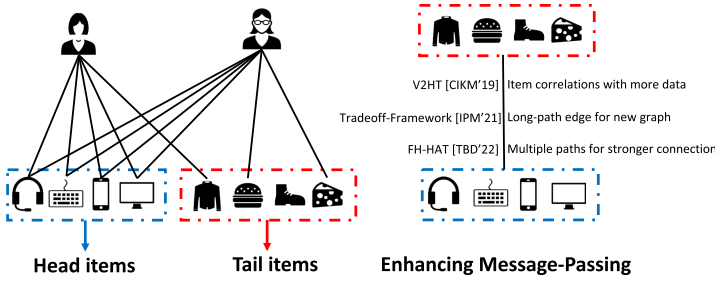 V2HT [CIKM'19] Item correlations with more data
Tradeoff-Framework [IPM'21] Long-path edge for new graph
FH-HAT [TBD'22] Multiple paths for stronger connection
Head items
Tail items
Enhancing Message-Passing